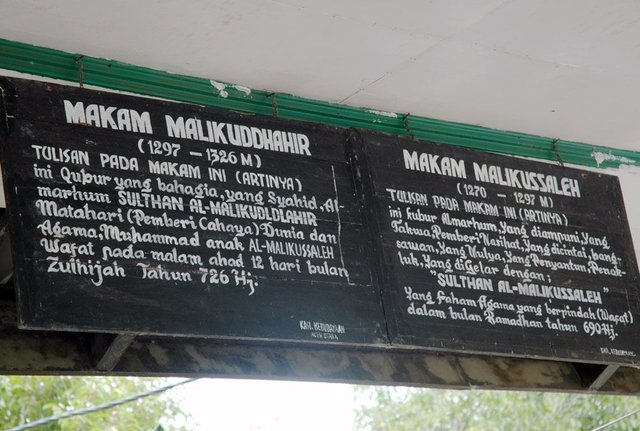 MAKAM MALIKUDDHAHIR
(1297 – 1326 M)
TULISAN PADA MAKAM INI (ARTINYA)
ini Qubur yang bahagia, yang Syahid, Al-
marhum SULTHAN AL-MALIKUDLDLAHIR
Matahari (Pemberi Cahaya) Dunia dan
Agama, Muhammad anak AL-MALIKUSSALEH
Wafat pada malam ahad 12 hari bulan
Zulhijah Tahun 726 Hj.
KAN. KEBUDAYAAN
ACEH UTARA
MAKAM MALIKUSSALEH
(1270 – 1297 M)
TULISAN PADA MAKAM INI (ARTINYA)
ini kubur Almarhum, Yang diampuni, Yang
Takwa, Pemberi Nasihat, Yang dicintai, bang-
sawan, Yang Mulya, Yang Penyantun, Penak-
luk, Yang di Gelar dengan;
"SULTHAN AL-MALIKUSSALEH"
Yang Faham Agama yang berpindah (Wafat)
dalam bulan Ramadhan tahun 690 Hj.